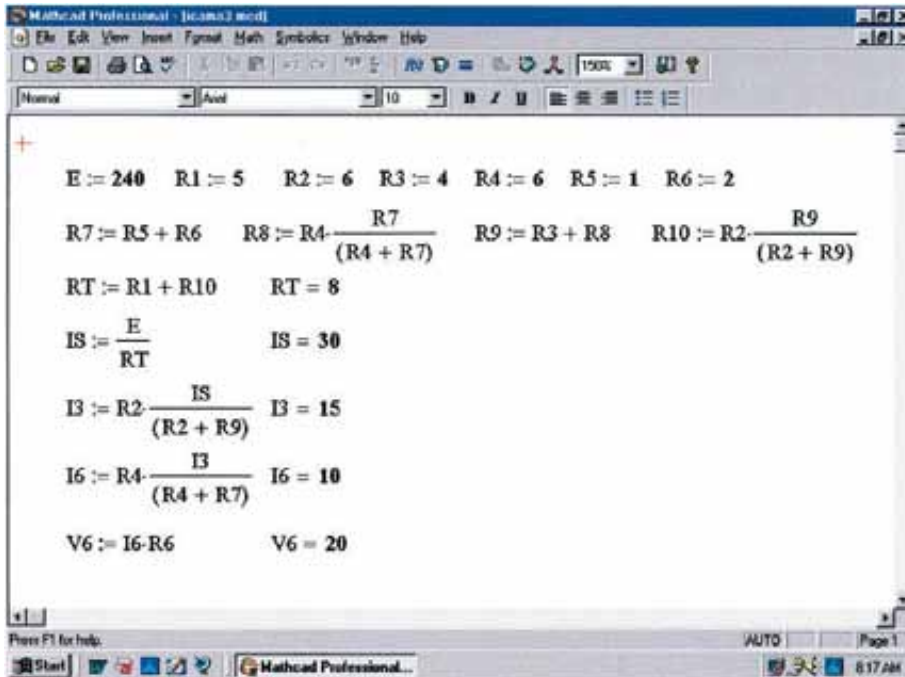 Mathcad Professional - [icama3.mcd]
File Edit View Insert Format Math Symbolics Window Help
150%
Normal Arial 10 B I U
E := 240 R1 := 5 R2 := 6 R3 := 4 R4 := 6 R5 := 1 R6 := 2
R7 := R5 + R6 R8 := R4·R7/(R4 + R7) R9 := R3 + R8 R10 := R2·R9/(R2 + R9)
RT := R1 + R10 RT = 8
IS := E/RT IS = 30
I3 := R2·IS/(R2 + R9) I3 = 15
I6 := R4·I3/(R4 + R7) I6 = 10
V6 := I6·R6 V6 = 20
Press F1 for help. AUTO Page 1
Start Mathcad Professional... 8:17 AM